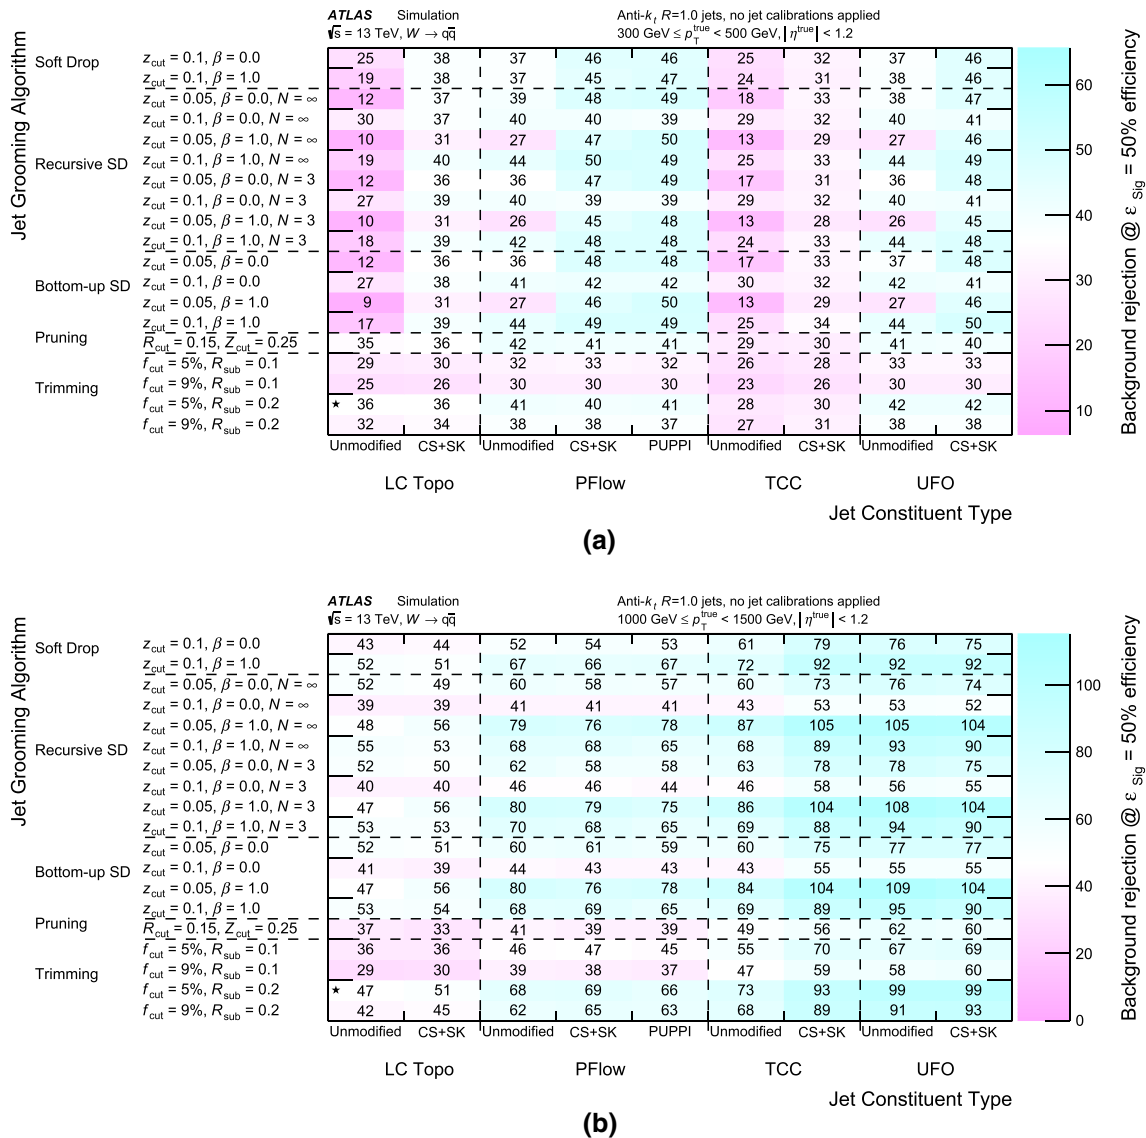 ATLAS Simulation Anti-kt R=1.0 jets, no jet calibrations applied
√s = 13 TeV, W → qq̅ 300 GeV ≤ p_T^true < 500 GeV, |η^true| < 1.2
Jet Grooming Algorithm
Soft Drop z_cut = 0.1, β = 0.0 25 38 37 46 46 25 32 37 46
z_cut = 0.1, β = 1.0 19 38 37 45 47 24 31 38 46
z_cut = 0.05, β = 0.0, N = ∞ 12 37 39 48 49 18 33 38 47
z_cut = 0.1, β = 0.0, N = ∞ 30 37 40 40 39 29 32 40 41
z_cut = 0.05, β = 1.0, N = ∞ 10 31 27 47 50 13 29 27 46
Recursive SD z_cut = 0.1, β = 1.0, N = ∞ 19 40 44 50 49 25 33 44 49
z_cut = 0.05, β = 0.0, N = 3 12 36 36 47 49 17 31 36 48
z_cut = 0.1, β = 0.0, N = 3 27 39 40 39 39 29 32 40 41
z_cut = 0.05, β = 1.0, N = 3 10 31 26 45 48 13 28 26 45
z_cut = 0.1, β = 1.0, N = 3 18 39 42 48 48 24 33 44 48
z_cut = 0.05, β = 0.0 12 36 36 48 48 17 33 37 48
Bottom-up SD z_cut = 0.1, β = 0.0 27 38 41 42 42 30 32 42 41
z_cut = 0.05, β = 1.0 9 31 27 46 50 13 29 27 46
z_cut = 0.1, β = 1.0 17 39 44 49 49 25 34 44 50
Pruning R_cut = 0.15, Z_cut = 0.25 35 36 42 41 41 29 30 41 40
f_cut = 5%, R_sub = 0.1 29 30 32 33 32 26 28 33 33
Trimming f_cut = 9%, R_sub = 0.1 25 26 30 30 30 23 26 30 30
f_cut = 5%, R_sub = 0.2 ★ 36 36 41 40 41 28 30 42 42
f_cut = 9%, R_sub = 0.2 32 34 38 38 37 27 31 38 38
Unmodified CS+SK Unmodified CS+SK PUPPI Unmodified CS+SK Unmodified CS+SK
LC Topo PFlow TCC UFO
Jet Constituent Type
60
50
40
30
20
10
Background rejection @ ε_Sig = 50% efficiency
(a)
ATLAS Simulation Anti-kt R=1.0 jets, no jet calibrations applied
√s = 13 TeV, W → qq̅ 1000 GeV ≤ p_T^true < 1500 GeV, |η^true| < 1.2
Jet Grooming Algorithm
Soft Drop z_cut = 0.1, β = 0.0 43 44 52 54 53 61 79 76 75
z_cut = 0.1, β = 1.0 52 51 67 66 67 72 92 92 92
z_cut = 0.05, β = 0.0, N = ∞ 52 49 60 58 57 60 73 76 74
z_cut = 0.1, β = 0.0, N = ∞ 39 39 41 41 41 43 53 53 52
z_cut = 0.05, β = 1.0, N = ∞ 48 56 79 76 78 87 105 105 104
Recursive SD z_cut = 0.1, β = 1.0, N = ∞ 55 53 68 68 65 68 89 93 90
z_cut = 0.05, β = 0.0, N = 3 52 50 62 58 58 63 78 78 75
z_cut = 0.1, β = 0.0, N = 3 40 40 46 46 44 46 58 56 55
z_cut = 0.05, β = 1.0, N = 3 47 56 80 79 75 86 104 108 104
z_cut = 0.1, β = 1.0, N = 3 53 53 70 68 65 69 88 94 90
z_cut = 0.05, β = 0.0 52 51 60 61 59 60 75 77 77
Bottom-up SD z_cut = 0.1, β = 0.0 41 39 44 43 43 43 55 55 55
z_cut = 0.05, β = 1.0 47 56 80 76 78 84 104 109 104
z_cut = 0.1, β = 1.0 53 54 68 69 65 69 89 95 90
Pruning R_cut = 0.15, Z_cut = 0.25 37 33 41 39 39 49 56 62 60
f_cut = 5%, R_sub = 0.1 36 36 46 47 45 55 70 67 69
Trimming f_cut = 9%, R_sub = 0.1 29 30 39 38 37 47 59 58 60
f_cut = 5%, R_sub = 0.2 ★ 47 51 68 69 66 73 93 99 99
f_cut = 9%, R_sub = 0.2 42 45 62 65 63 68 89 91 93
Unmodified CS+SK Unmodified CS+SK PUPPI Unmodified CS+SK Unmodified CS+SK
LC Topo PFlow TCC UFO
Jet Constituent Type
100
80
60
40
20
0
Background rejection @ ε_Sig = 50% efficiency
(b)